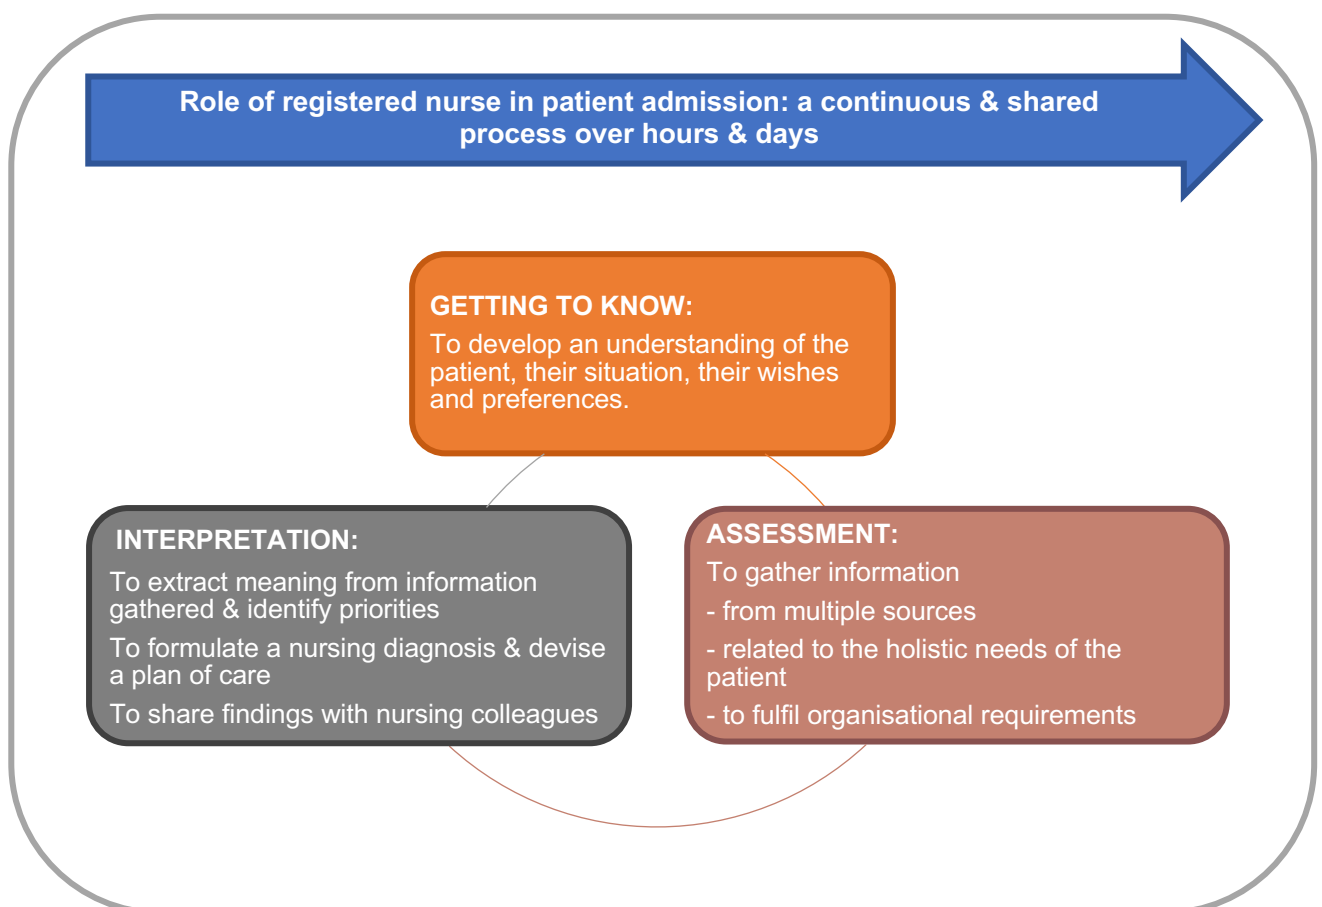 Role of registered nurse in patient admission: a continuous & shared
process over hours & days
GETTING TO KNOW:
To develop an understanding of the
patient, their situation, their wishes
and preferences.
INTERPRETATION:
To extract meaning from information
gathered & identify priorities
To formulate a nursing diagnosis & devise
a plan of care
To share findings with nursing colleagues
ASSESSMENT:
To gather information
- from multiple sources
- related to the holistic needs of the
patient
- to fulfil organisational requirements